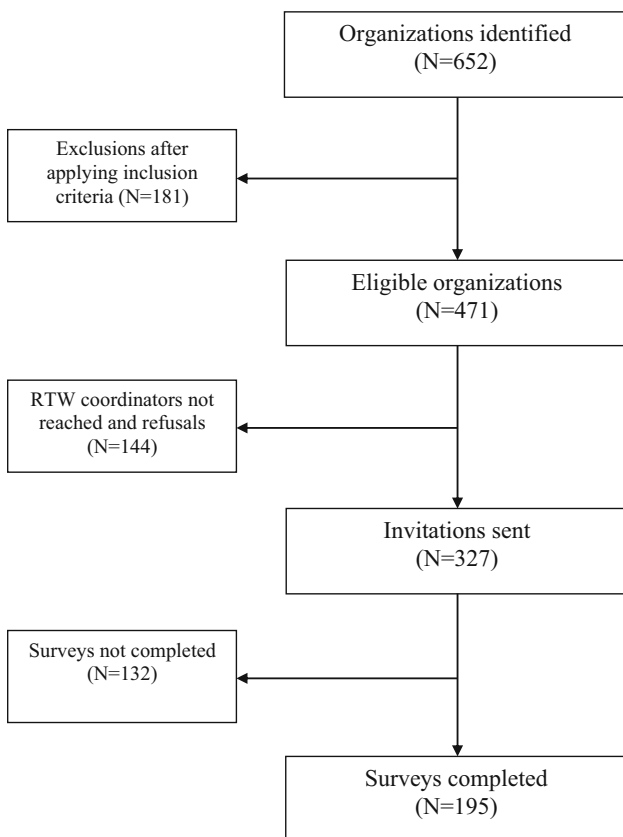 Organizations identified
(N=652)
Exclusions after
applying inclusion
criteria (N=181)
Eligible organizations
(N=471)
RTW coordinators not
reached and refusals
(N=144)
Invitations sent
(N=327)
Surveys not completed
(N=132)
Surveys completed
(N=195)